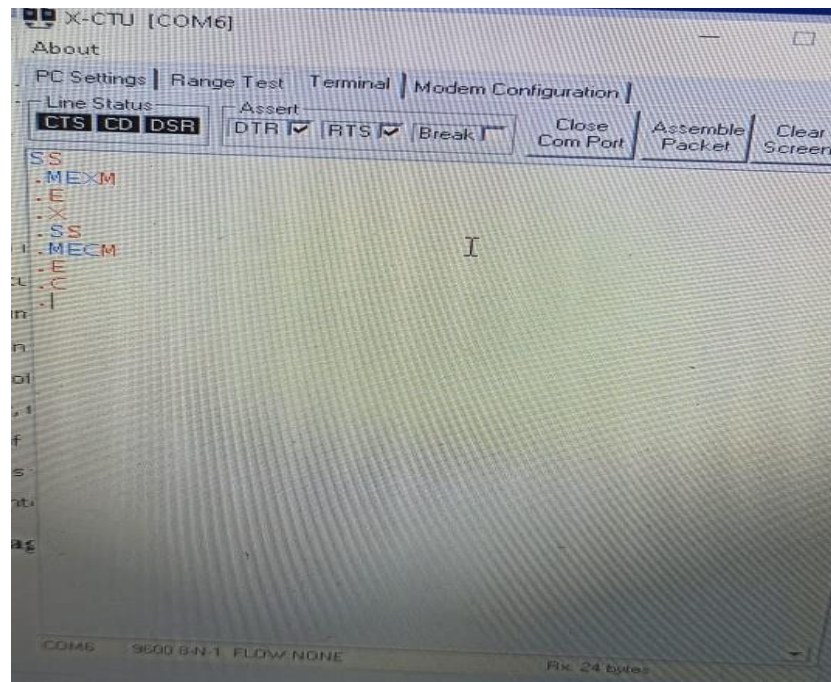 X-CTU [COM6]
About
PC Settings Range Test Terminal Modem Configuration
Line Status Assert
CTS CD DSR DTR RTS Break Close Com Port Assemble Packet Clear Screen
SS
.MEXM
.E
.X
.SS
.MECM
.E
.C
.
COM6 9600 8-N-1 FLOW:NONE Rx: 24 bytes